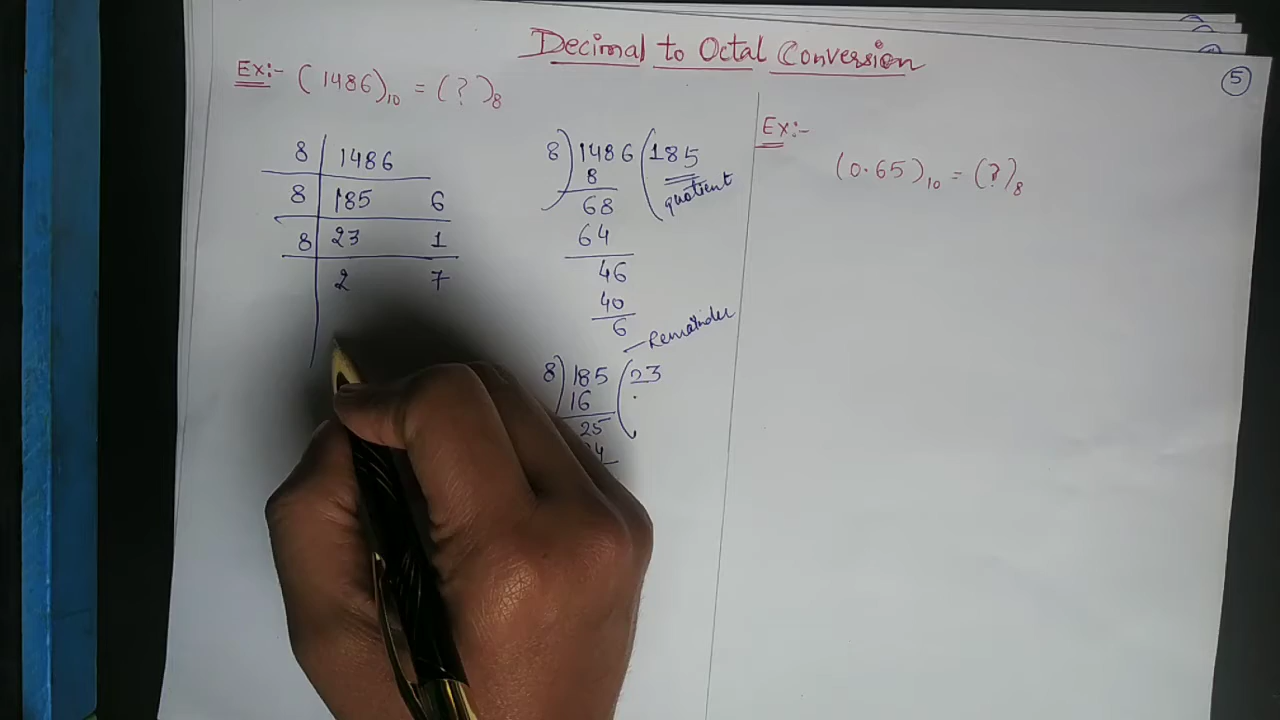 Decimal to Octal Conversion
5
Ex:- (1486)10 = (?)8
8 | 1486
8 | 185 6
8 | 23 1
2 7
8)1486(185
8
quotient
68
64
46
40
6
Remainder
8)185(23
16
25
24
Ex:-
(0.65)10 = (?)8